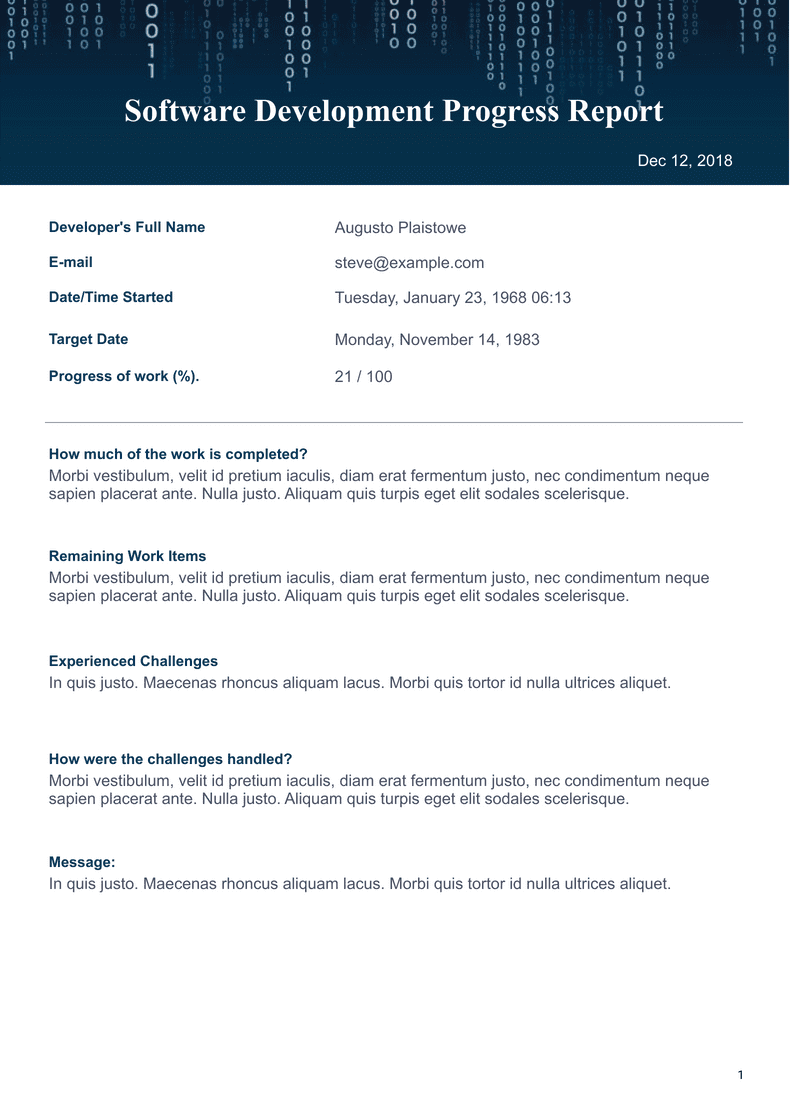 Software Development Progress Report
Dec 12, 2018
Developer's Full Name Augusto Plaistowe
E-mail steve@example.com
Date/Time Started Tuesday, January 23, 1968 06:13
Target Date Monday, November 14, 1983
Progress of work (%). 21 / 100
How much of the work is completed?
Morbi vestibulum, velit id pretium iaculis, diam erat fermentum justo, nec condimentum neque
sapien placerat ante. Nulla justo. Aliquam quis turpis eget elit sodales scelerisque.
Remaining Work Items
Morbi vestibulum, velit id pretium iaculis, diam erat fermentum justo, nec condimentum neque
sapien placerat ante. Nulla justo. Aliquam quis turpis eget elit sodales scelerisque.
Experienced Challenges
In quis justo. Maecenas rhoncus aliquam lacus. Morbi quis tortor id nulla ultrices aliquet.
How were the challenges handled?
Morbi vestibulum, velit id pretium iaculis, diam erat fermentum justo, nec condimentum neque
sapien placerat ante. Nulla justo. Aliquam quis turpis eget elit sodales scelerisque.
Message:
In quis justo. Maecenas rhoncus aliquam lacus. Morbi quis tortor id nulla ultrices aliquet.
1